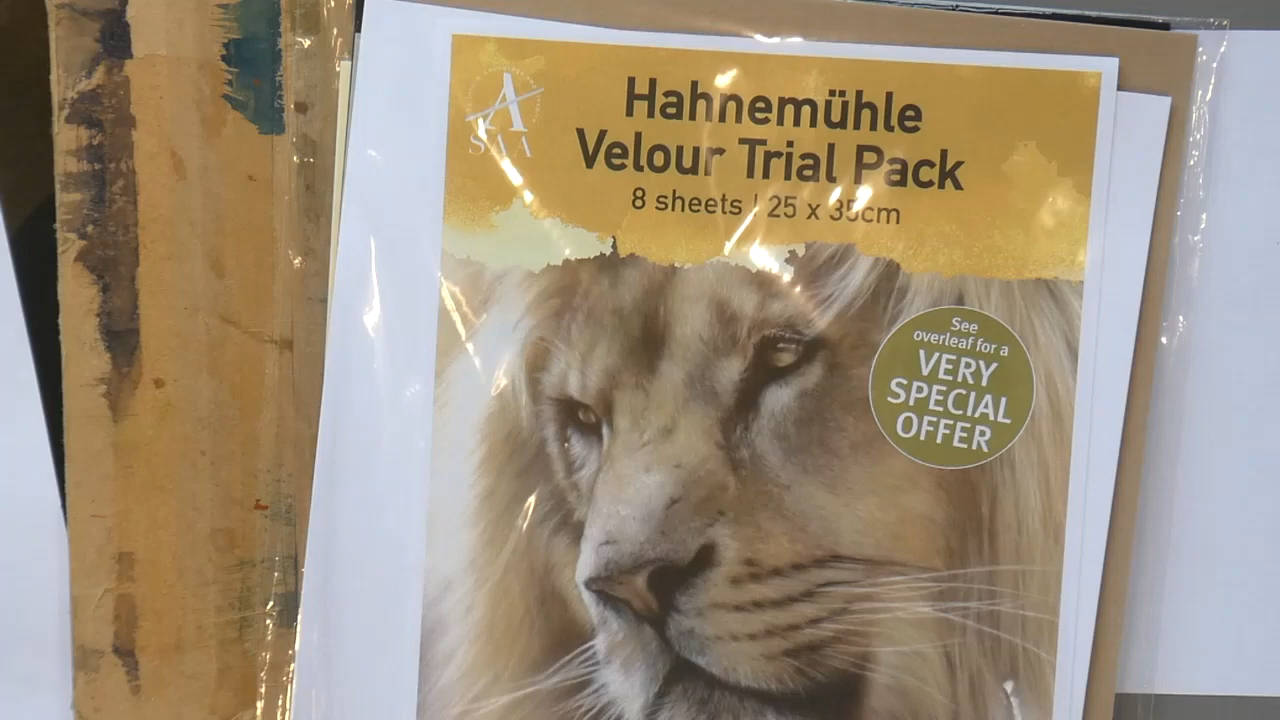 A
SAA
Hahnemühle
Velour Trial Pack
8 sheets | 25 x 35cm
See
overleaf for a
VERY
SPECIAL
OFFER